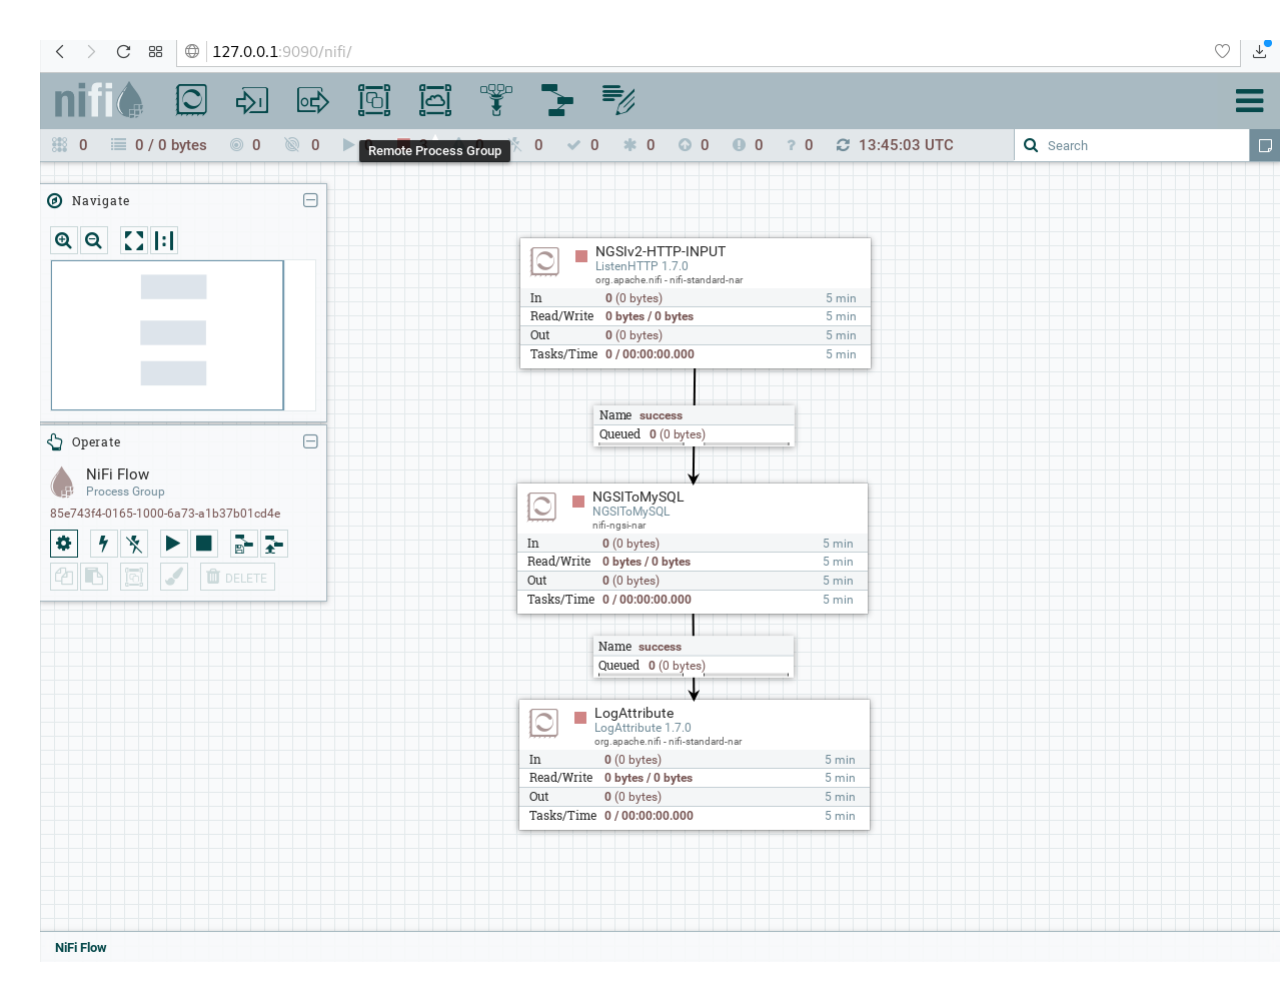 127.0.0.1:9090/nifi/
nifi
0 0 / 0 bytes 0 0 0 0 0 0 0 0 13:45:03 UTC
Search
Remote Process Group
Navigate
Operate
NiFi Flow
Process Group
85e743f4-0165-1000-6a73-a1b37b01cd4e
DELETE
NGSIv2-HTTP-INPUT
ListenHTTP 1.7.0
org.apache.nifi - nifi-standard-nar
In 0 (0 bytes) 5 min
Read/Write 0 bytes / 0 bytes 5 min
Out 0 (0 bytes) 5 min
Tasks/Time 0 / 00:00:00.000 5 min
Name success
Queued 0 (0 bytes)
NGSIToMySQL
NGSIToMySQL
nifi-ngsi-nar
In 0 (0 bytes) 5 min
Read/Write 0 bytes / 0 bytes 5 min
Out 0 (0 bytes) 5 min
Tasks/Time 0 / 00:00:00.000 5 min
Name success
Queued 0 (0 bytes)
LogAttribute
LogAttribute 1.7.0
org.apache.nifi - nifi-standard-nar
In 0 (0 bytes) 5 min
Read/Write 0 bytes / 0 bytes 5 min
Out 0 (0 bytes) 5 min
Tasks/Time 0 / 00:00:00.000 5 min
NiFi Flow